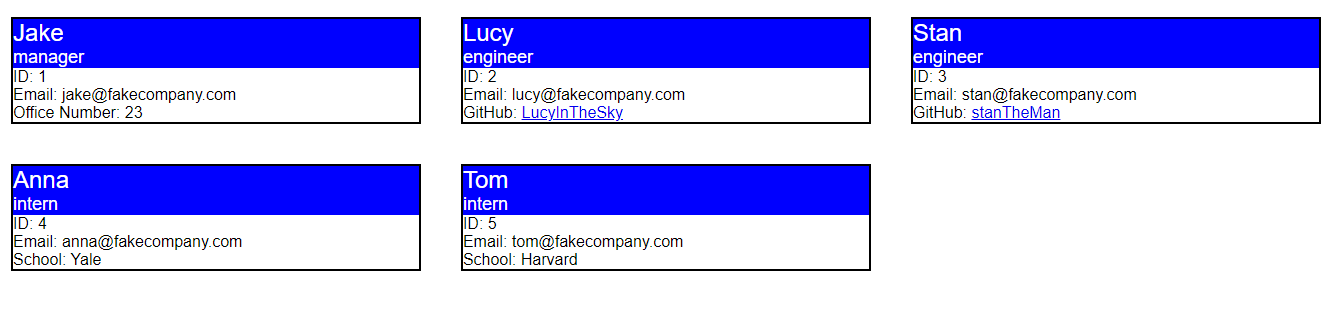 Jake
manager
ID: 1
Email: jake@fakecompany.com
Office Number: 23
Lucy
engineer
ID: 2
Email: lucy@fakecompany.com
GitHub: LucyInTheSky
Stan
engineer
ID: 3
Email: stan@fakecompany.com
GitHub: stanTheMan
Anna
intern
ID: 4
Email: anna@fakecompany.com
School: Yale
Tom
intern
ID: 5
Email: tom@fakecompany.com
School: Harvard